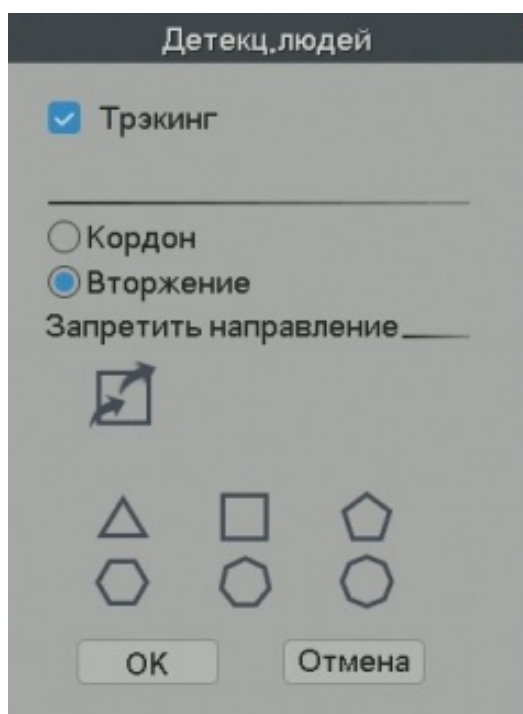 Детекц.людей
Трэкинг
Кордон
Вторжение
Запретить направление
OK
Отмена